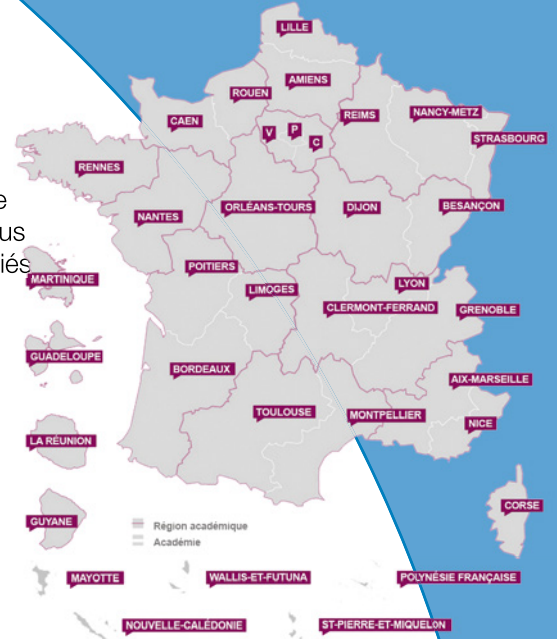 LILLE
AMIENS
ROUEN
REIMS
NANCY-METZ
CAEN
V
P
C
STRASBOURG
RENNES
ORLÉANS-TOURS
DIJON
BESANÇON
NANTES
e
us
iés
POITIERS
MARTINIQUE
LIMOGES
LYON
CLERMONT-FERRAND
GRENOBLE
GUADELOUPE
BORDEAUX
AIX-MARSEILLE
TOULOUSE
MONTPELLIER
NICE
LA RÉUNION
CORSE
GUYANE
Région académique
Académie
MAYOTTE
WALLIS-ET-FUTUNA
POLYNÉSIE FRANÇAISE
NOUVELLE-CALÉDONIE
ST-PIERRE-ET-MIQUELON